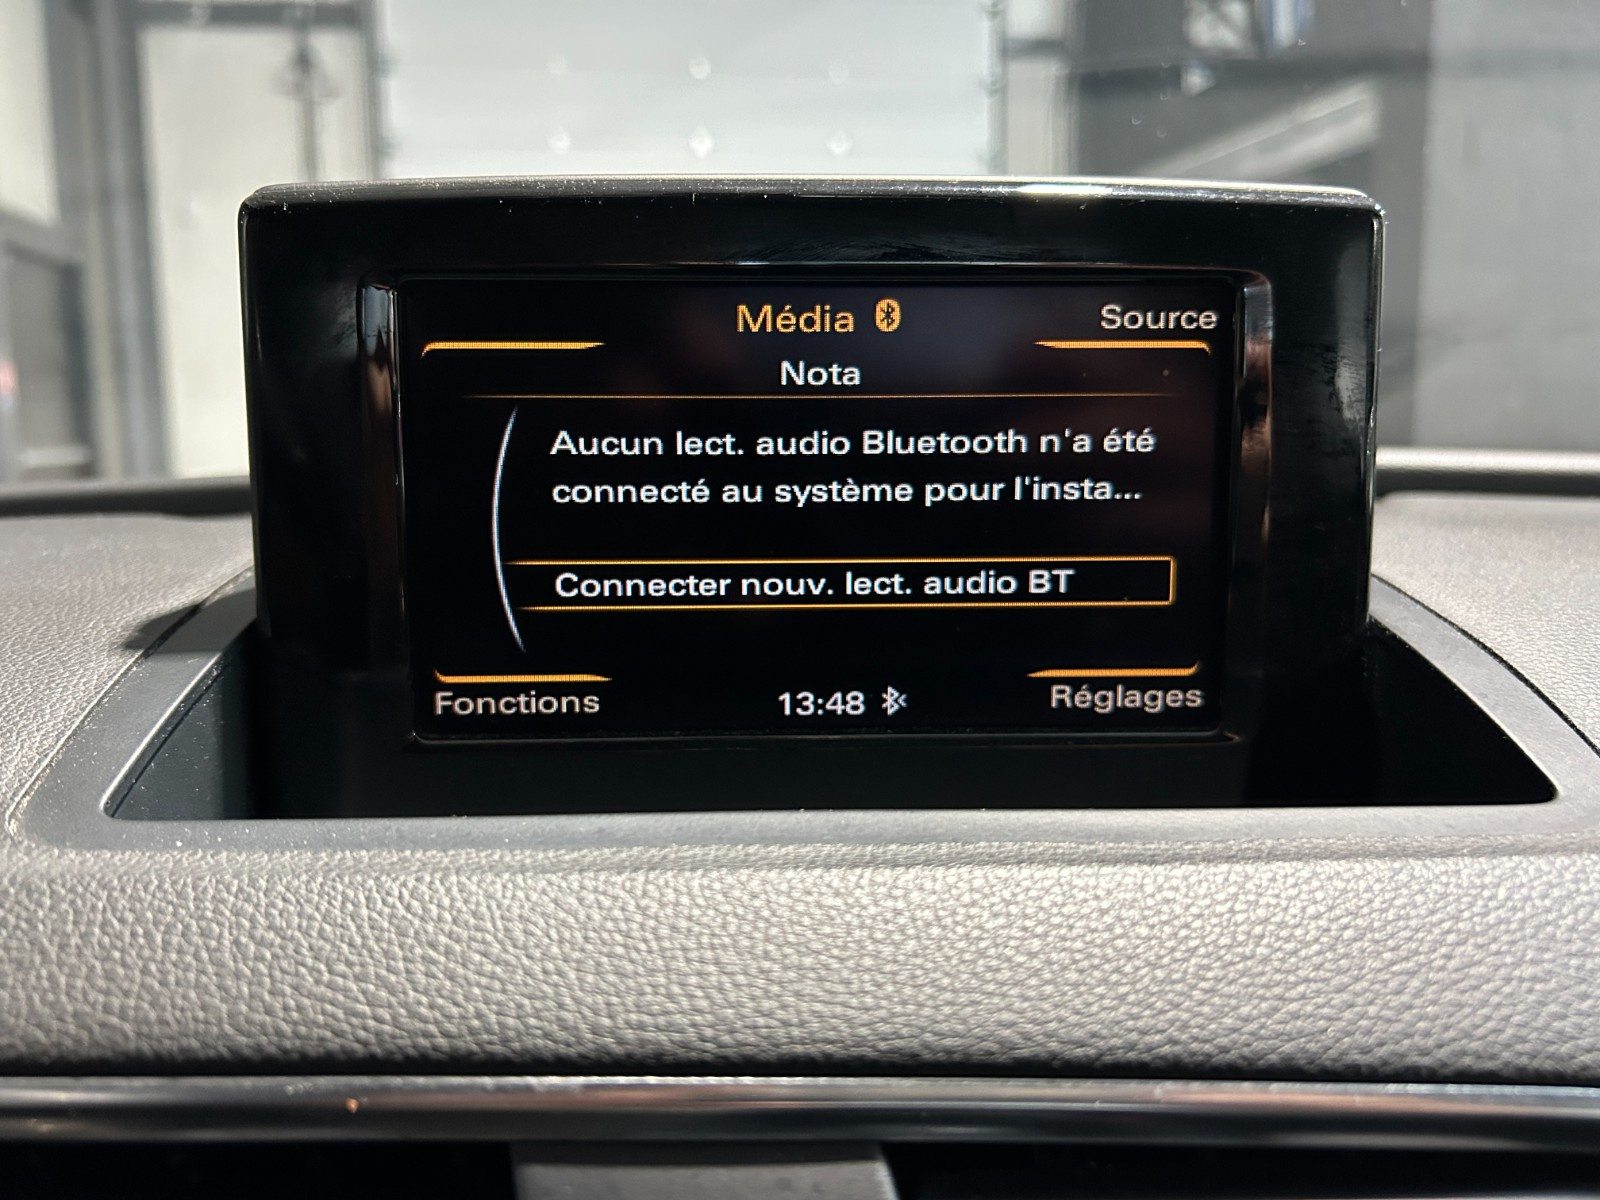 Média
Source
Nota
Aucun lect. audio Bluetooth n'a été
connecté au système pour l'insta...
Connecter nouv. lect. audio BT
Fonctions
13:48
Réglages